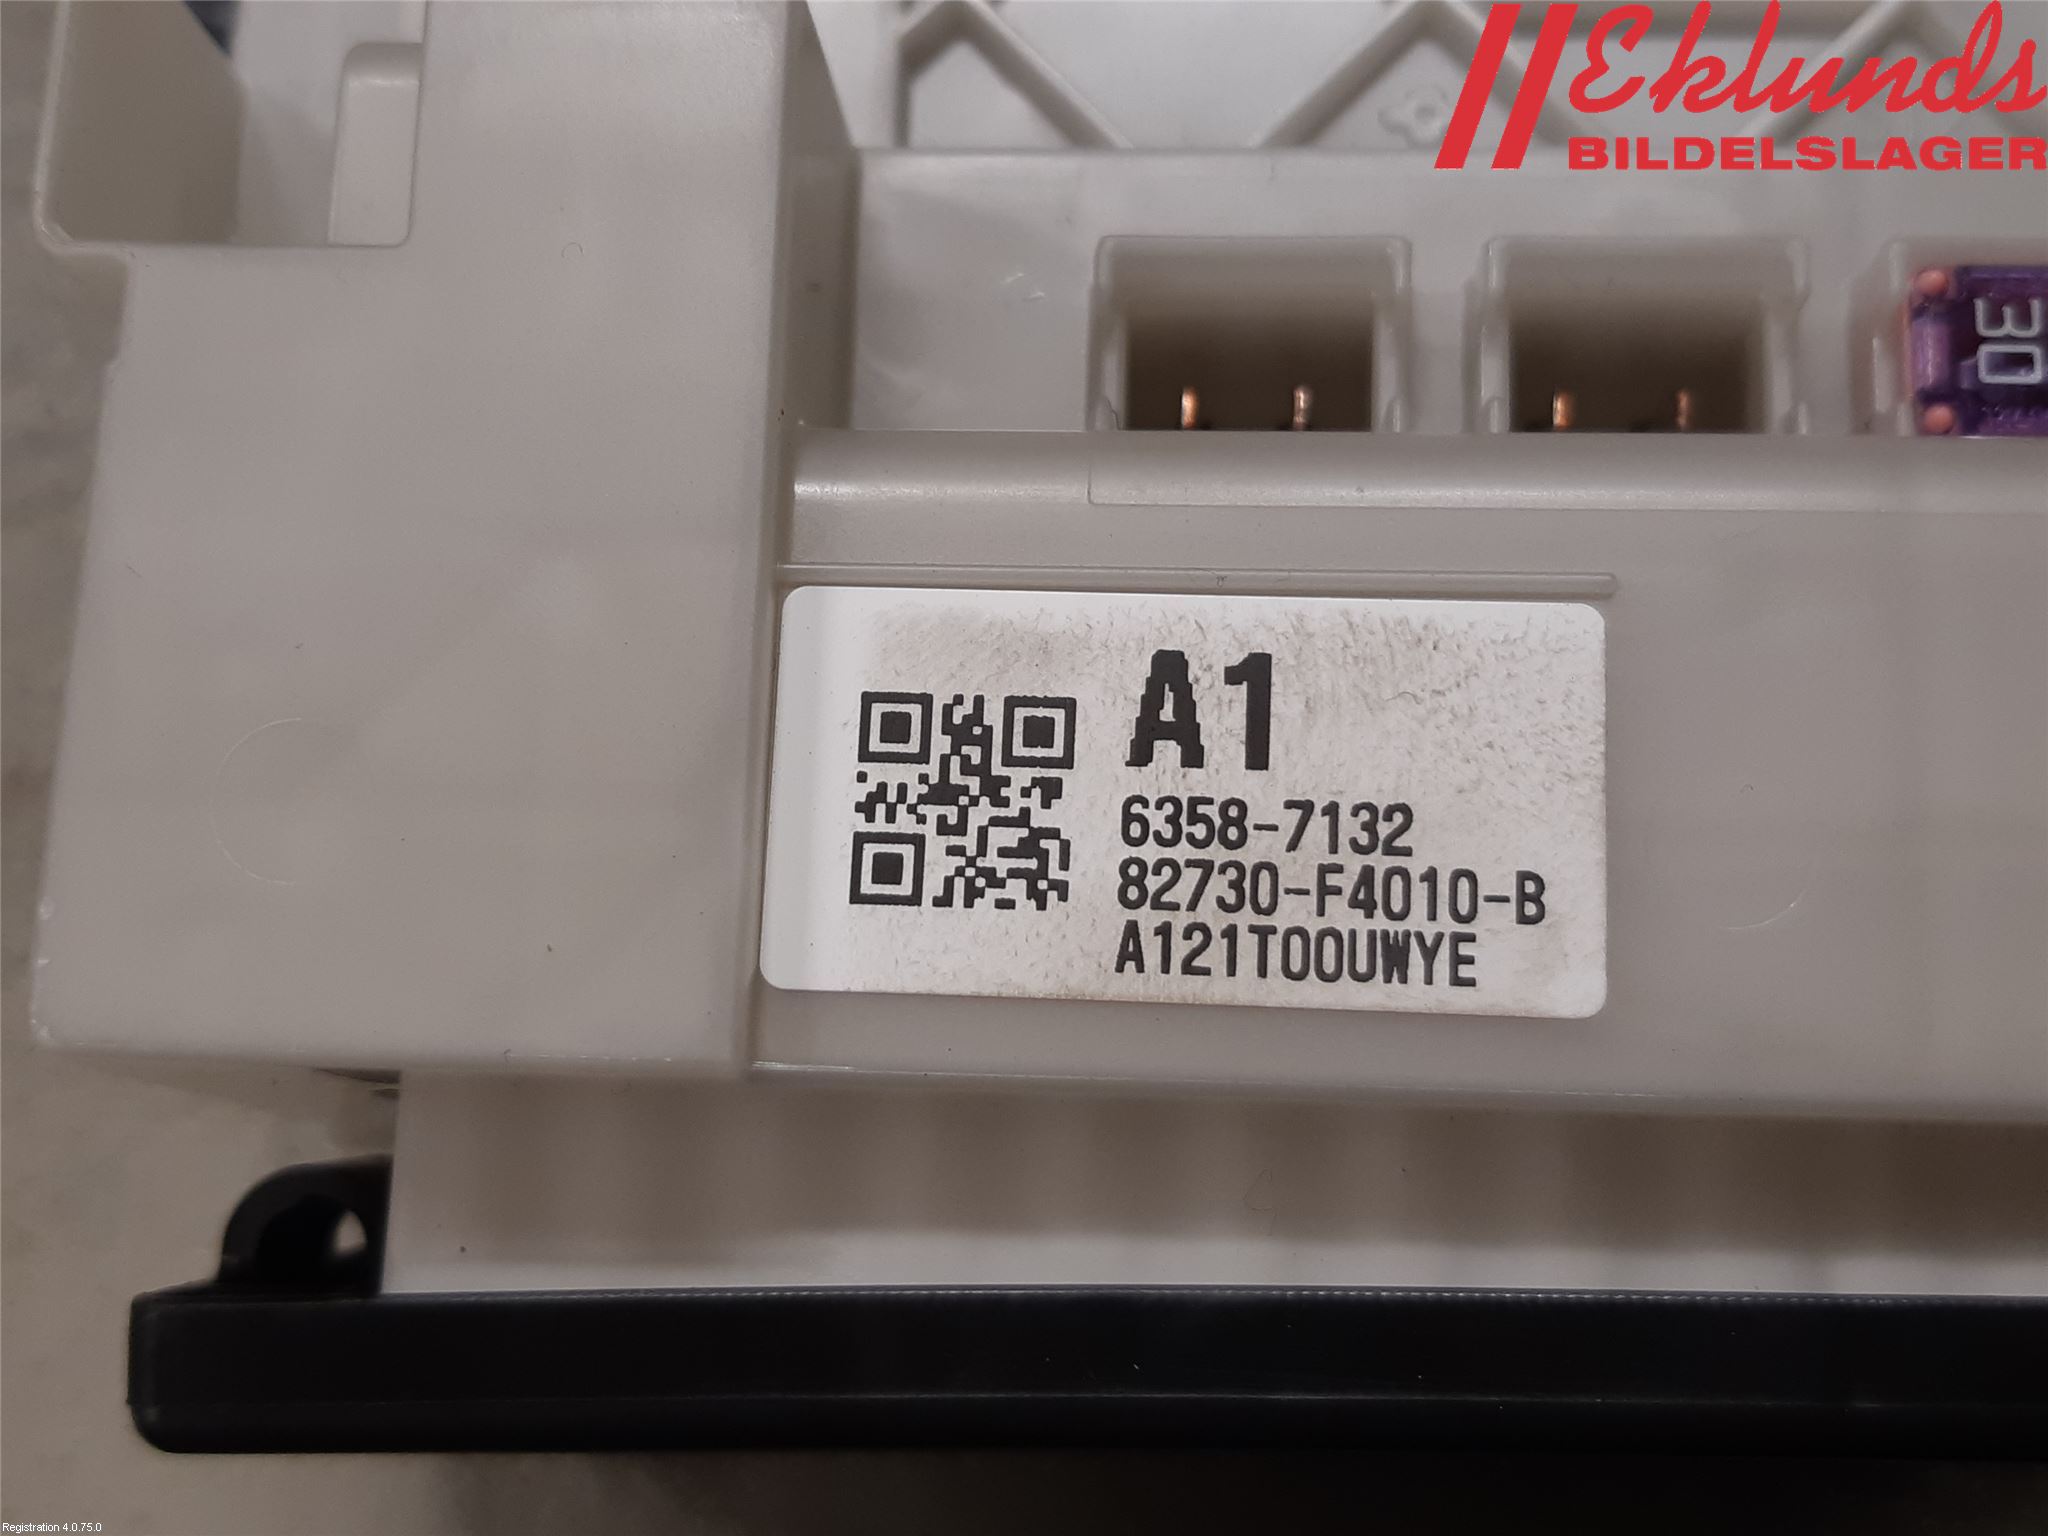 Eklunds
BILDELSLAGER
30
A1
6358-7132
82730-F4010-B
A121T00UWYE
Registration 4.0.75.0